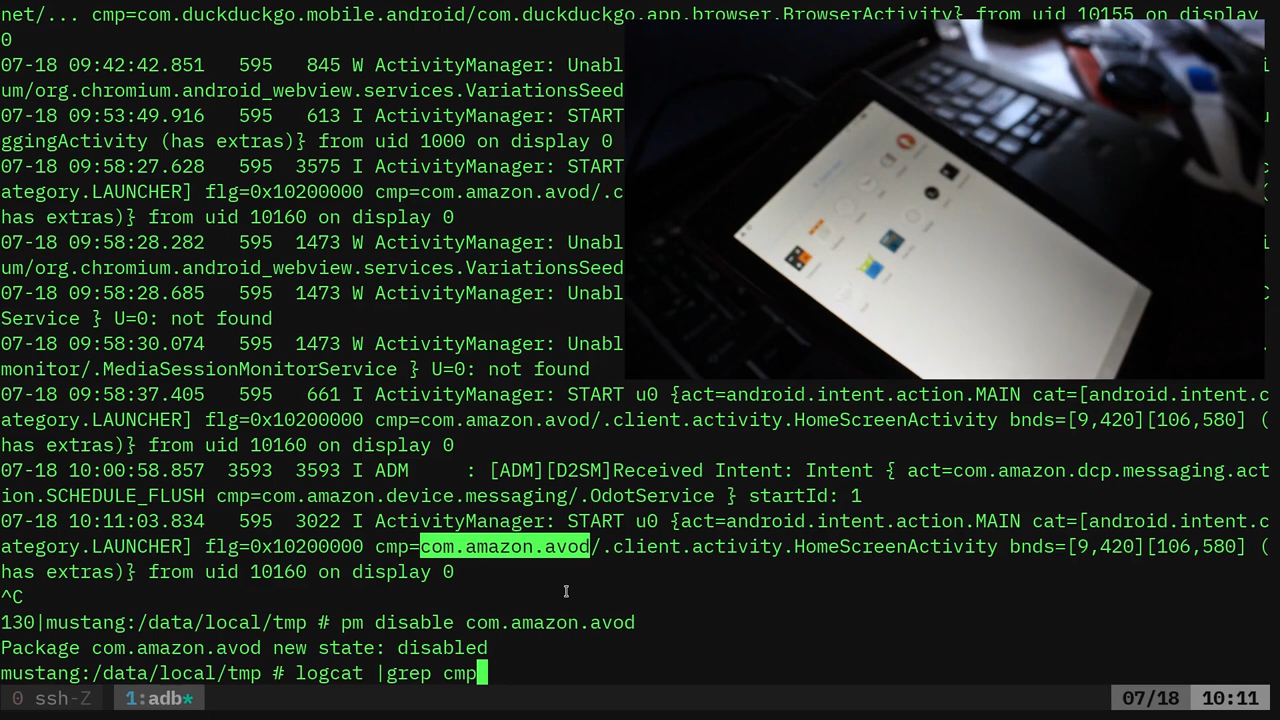 net/... cmp=com.duckduckgo.mobile.android/com.duckduckgo.app.browser.BrowserActivity} from uid 10155 on display
0
07-18 09:42:42.851   595   845 W ActivityManager: Unabl
um/org.chromium.android_webview.services.VariationsSeed
07-18 09:53:49.916   595   613 I ActivityManager: START
ggingActivity (has extras)} from uid 1000 on display 0
07-18 09:58:27.628   595  3575 I ActivityManager: START
ategory.LAUNCHER] flg=0x10200000 cmp=com.amazon.avod/.c
has extras)} from uid 10160 on display 0
07-18 09:58:28.282   595  1473 W ActivityManager: Unabl
um/org.chromium.android_webview.services.VariationsSeed
07-18 09:58:28.685   595  1473 W ActivityManager: Unabl
Service } U=0: not found
07-18 09:58:30.074   595  1473 W ActivityManager: Unabl
monitor/.MediaSessionMonitorService } U=0: not found
07-18 09:58:37.405   595   661 I ActivityManager: START u0 {act=android.intent.action.MAIN cat=[android.intent.c
ategory.LAUNCHER] flg=0x10200000 cmp=com.amazon.avod/.client.activity.HomeScreenActivity bnds=[9,420][106,580] (
has extras)} from uid 10160 on display 0
07-18 10:00:58.857  3593  3593 I ADM     : [ADM][D2SM]Received Intent: Intent { act=com.amazon.dcp.messaging.act
ion.SCHEDULE_FLUSH cmp=com.amazon.device.messaging/.OdotService } startId: 1
07-18 10:11:03.834   595  3022 I ActivityManager: START u0 {act=android.intent.action.MAIN cat=[android.intent.c
ategory.LAUNCHER] flg=0x10200000 cmp=com.amazon.avod/.client.activity.HomeScreenActivity bnds=[9,420][106,580] (
has extras)} from uid 10160 on display 0
^C
130|mustang:/data/local/tmp # pm disable com.amazon.avod
Package com.amazon.avod new state: disabled
mustang:/data/local/tmp # logcat |grep cmp
0 ssh-Z  1:adb*  07/18  10:11